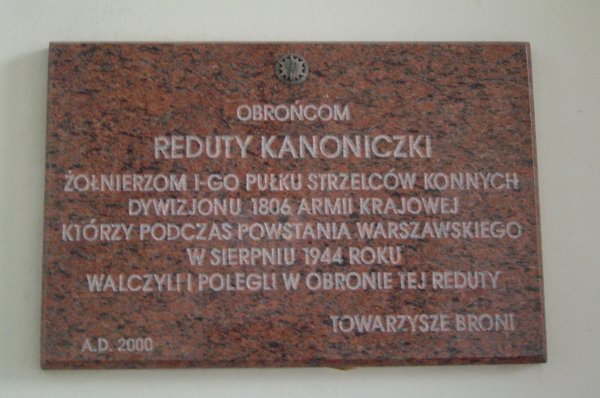 OBROŃCOM
REDUTY KANONICZKI
ŻOŁNIERZOM I-GO PUŁKU STRZELCÓW KONNYCH
DYWIZJONU 1806 ARMII KRAJOWEJ
KTÓRZY PODCZAS POWSTANIA WARSZAWSKIEGO
W SIERPNIU 1944 ROKU
WALCZYLI I POLEGLI W OBRONIE TEJ REDUTY
TOWARZYSZE BRONI
A.D. 2000